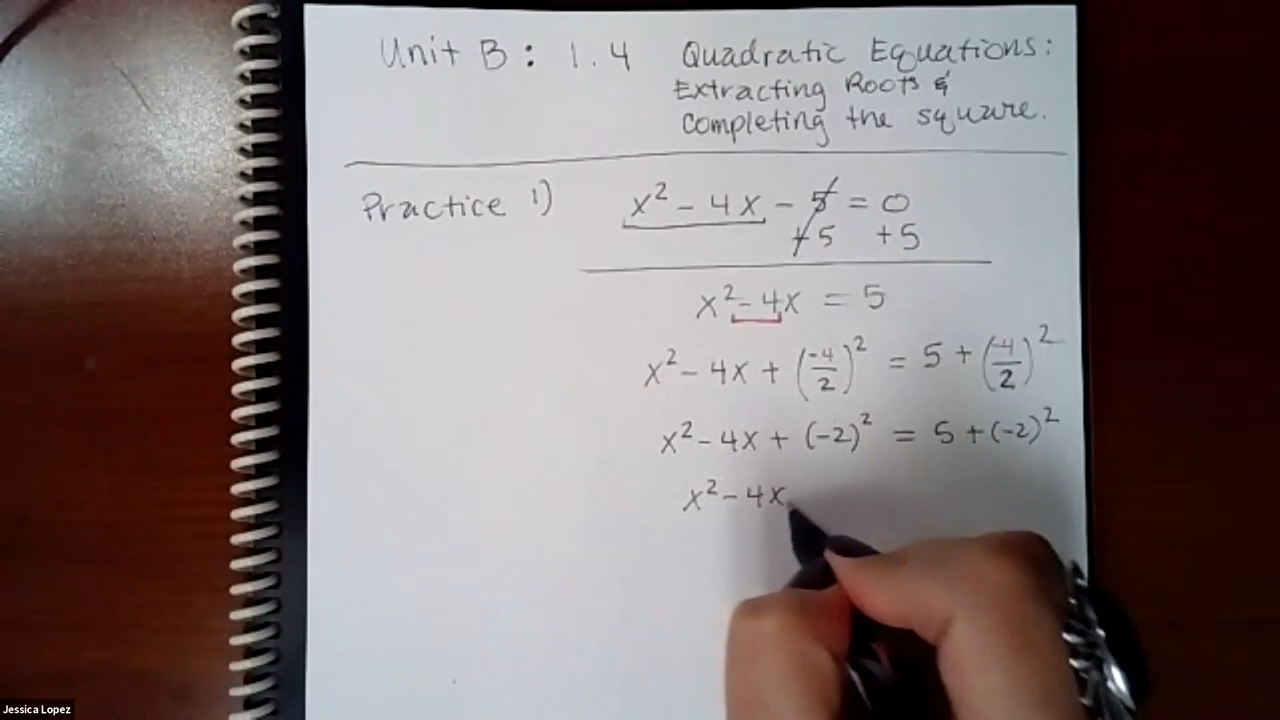 Unit B: 1.4 Quadratic Equations:
Extracting Roots &
Completing the square.
Practice 1) x² - 4x - 5 = 0
+5 +5
x² - 4x = 5
x² - 4x + (-4/2)² = 5 + (-4/2)²
x² - 4x + (-2)² = 5 + (-2)²
x² - 4x
Jessica Lopez